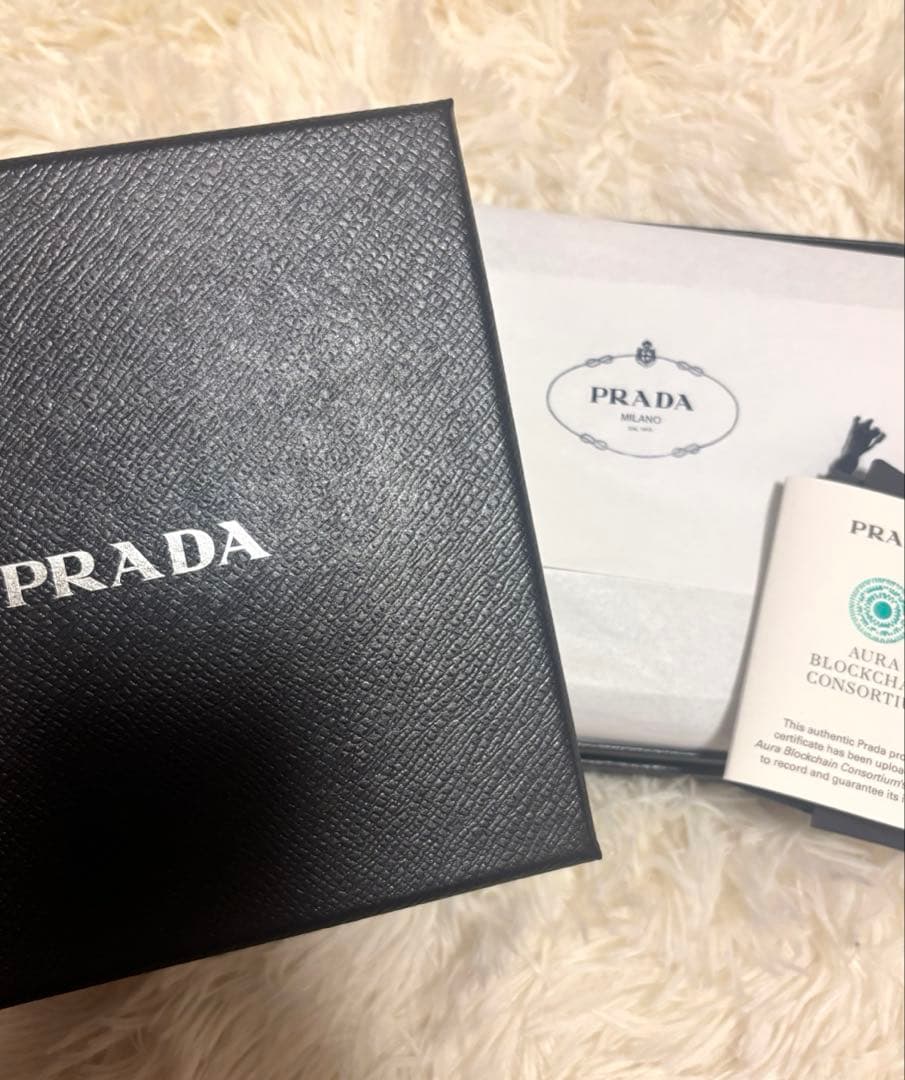 PRADA
PRADA
MILANO
PRA
AURA
BLOCKCHA
CONSORTIU
This authentic Prada pro
certificate has been uploa
Aura Blockchain Consortium's
to record and guarantee its i